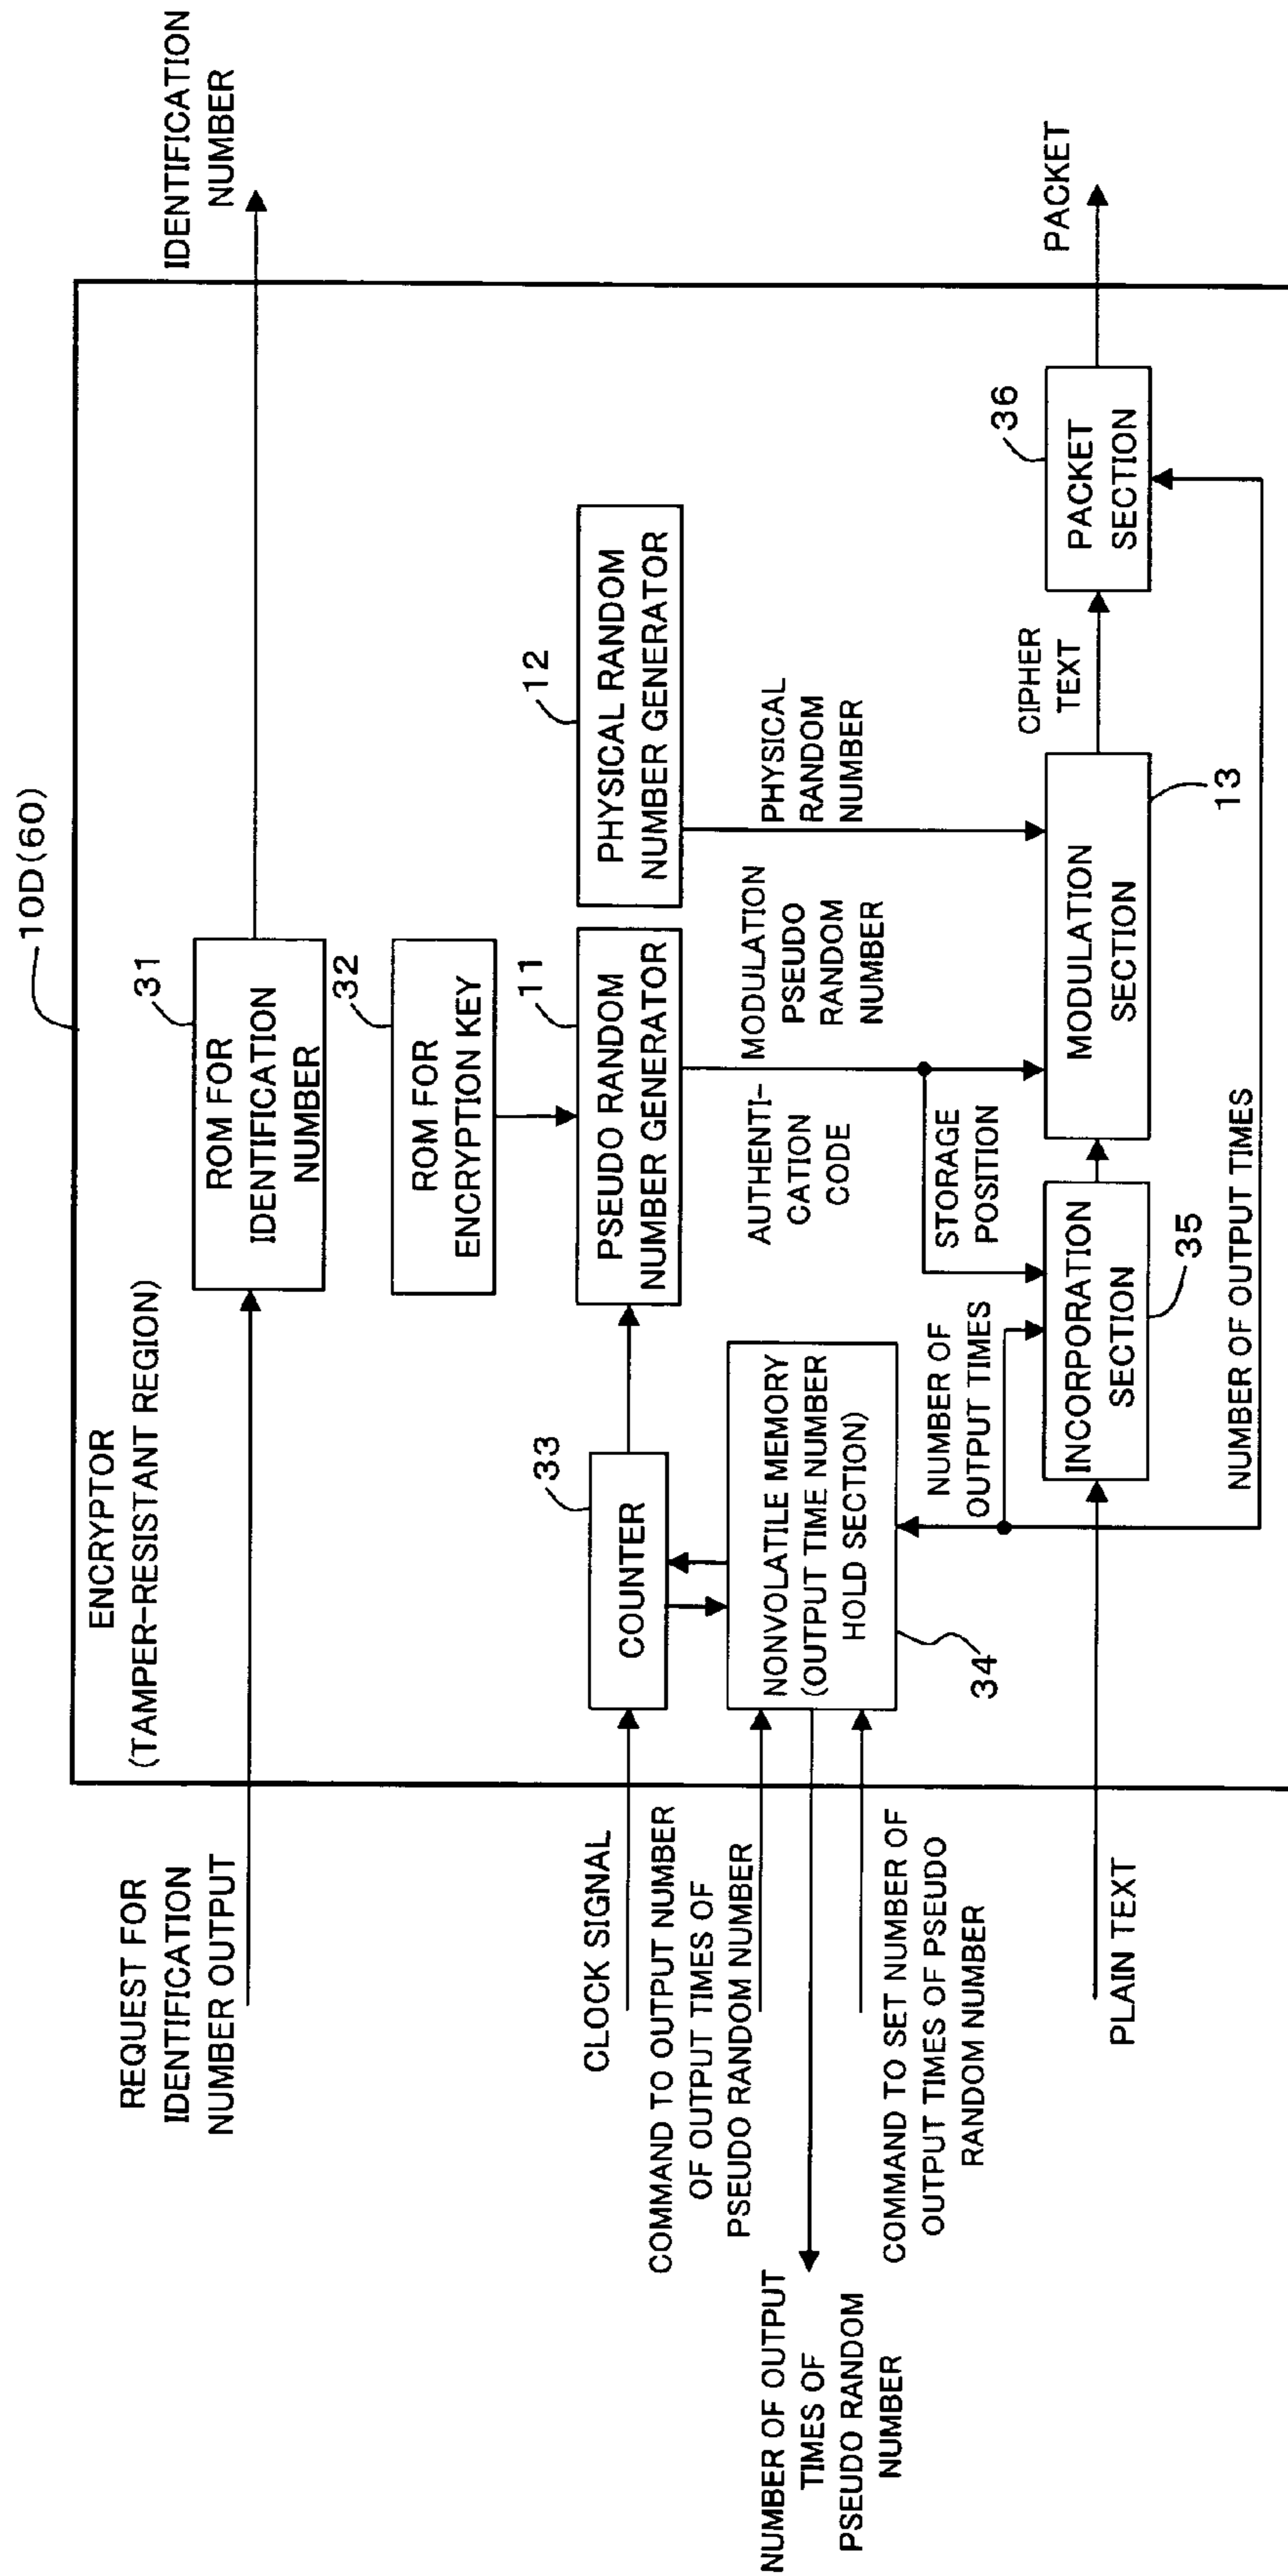 10D(60)
ENCRYPTOR
(TAMPER-RESISTANT REGION)
REQUEST FOR
IDENTIFICATION
NUMBER OUTPUT
31
ROM FOR
IDENTIFICATION
NUMBER
IDENTIFICATION
NUMBER
32
ROM FOR
ENCRYPTION KEY
CLOCK SIGNAL
33
COUNTER
11
PSEUDO RANDOM
NUMBER GENERATOR
12
PHYSICAL RANDOM
NUMBER GENERATOR
COMMAND TO OUTPUT NUMBER
OF OUTPUT TIMES OF
PSEUDO RANDOM NUMBER
NUMBER OF OUTPUT
TIMES OF
PSEUDO RANDOM
NUMBER
COMMAND TO SET NUMBER OF
OUTPUT TIMES OF PSEUDO
RANDOM NUMBER
NONVOLATILE MEMORY
(OUTPUT TIME NUMBER
HOLD SECTION)
34
AUTHENTI-
CATION
CODE
MODULATION
PSEUDO
RANDOM
NUMBER
PHYSICAL
RANDOM
NUMBER
NUMBER OF
OUTPUT TIMES
STORAGE
POSITION
PLAIN TEXT
INCORPORATION
SECTION
35
MODULATION
SECTION
13
CIPHER
TEXT
36
PACKET
SECTION
PACKET
NUMBER OF OUTPUT TIMES